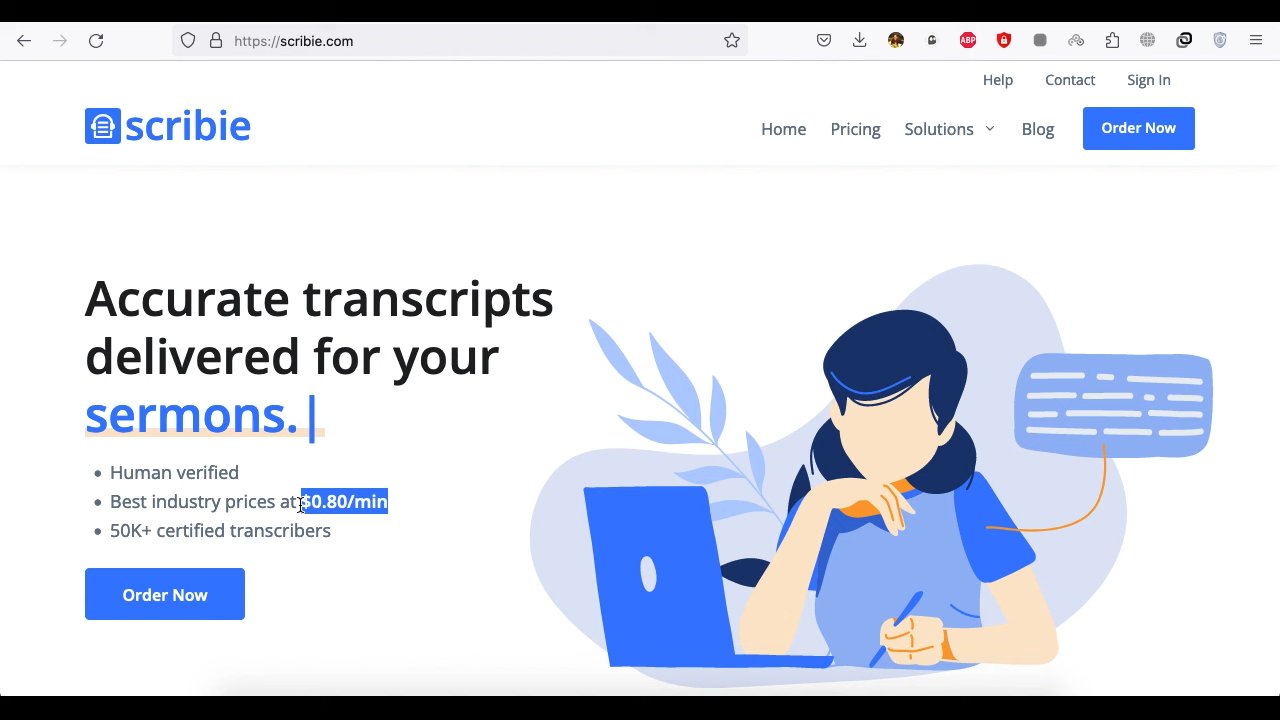 https://scribie.com
ABP
Help Contact Sign In
scribie
Home Pricing Solutions Blog Order Now
Accurate transcripts
delivered for your
sermons.
Human verified
Best industry prices at $0.80/min
50K+ certified transcribers
Order Now